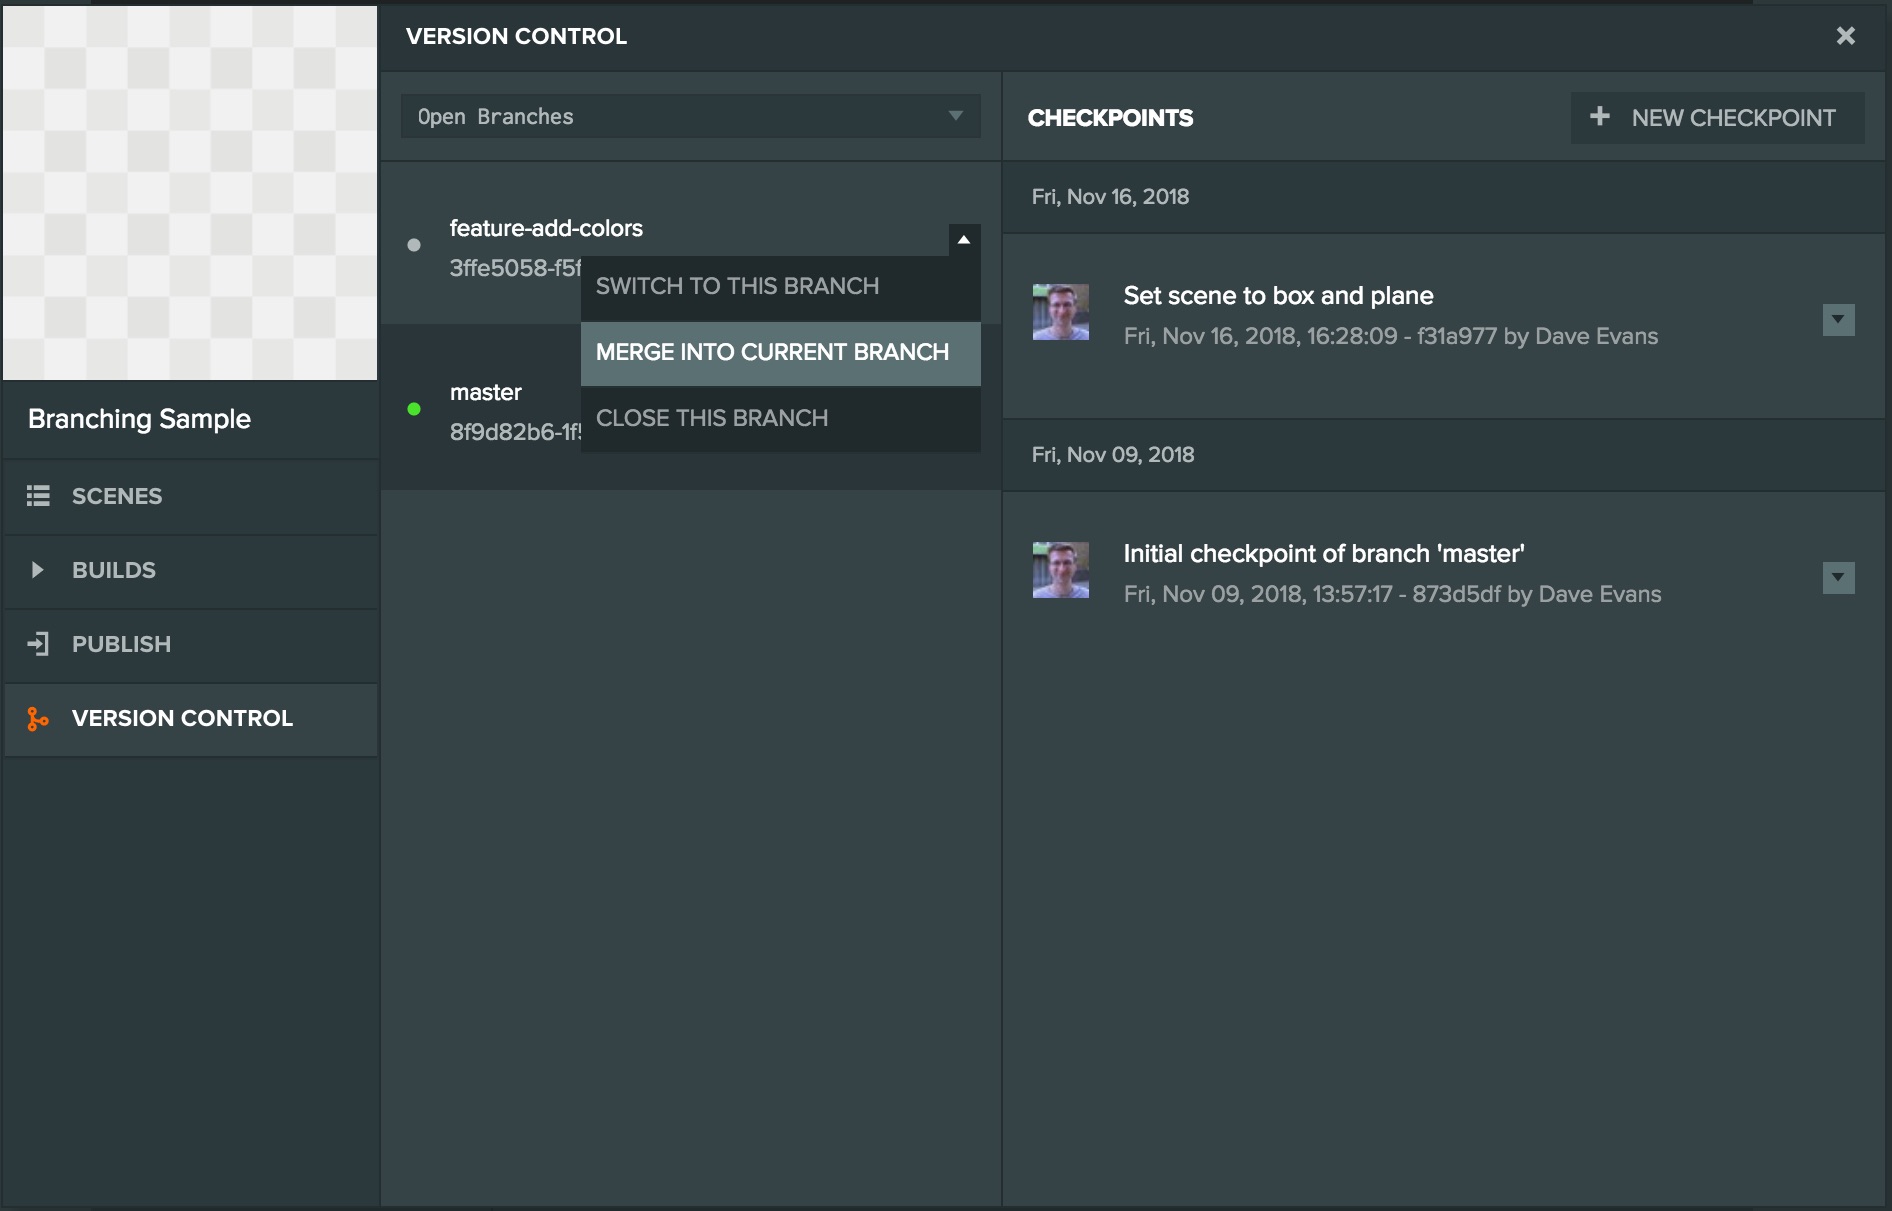 VERSION CONTROL
Open Branches
CHECKPOINTS
NEW CHECKPOINT
Fri, Nov 16, 2018
feature-add-colors
3ffe5058-f5f
SWITCH TO THIS BRANCH
MERGE INTO CURRENT BRANCH
CLOSE THIS BRANCH
master
8f9d82b6-1f5
Set scene to box and plane
Fri, Nov 16, 2018, 16:28:09 - f31a977 by Dave Evans
Fri, Nov 09, 2018
Initial checkpoint of branch 'master'
Fri, Nov 09, 2018, 13:57:17 - 873d5df by Dave Evans
Branching Sample
SCENES
BUILDS
PUBLISH
VERSION CONTROL